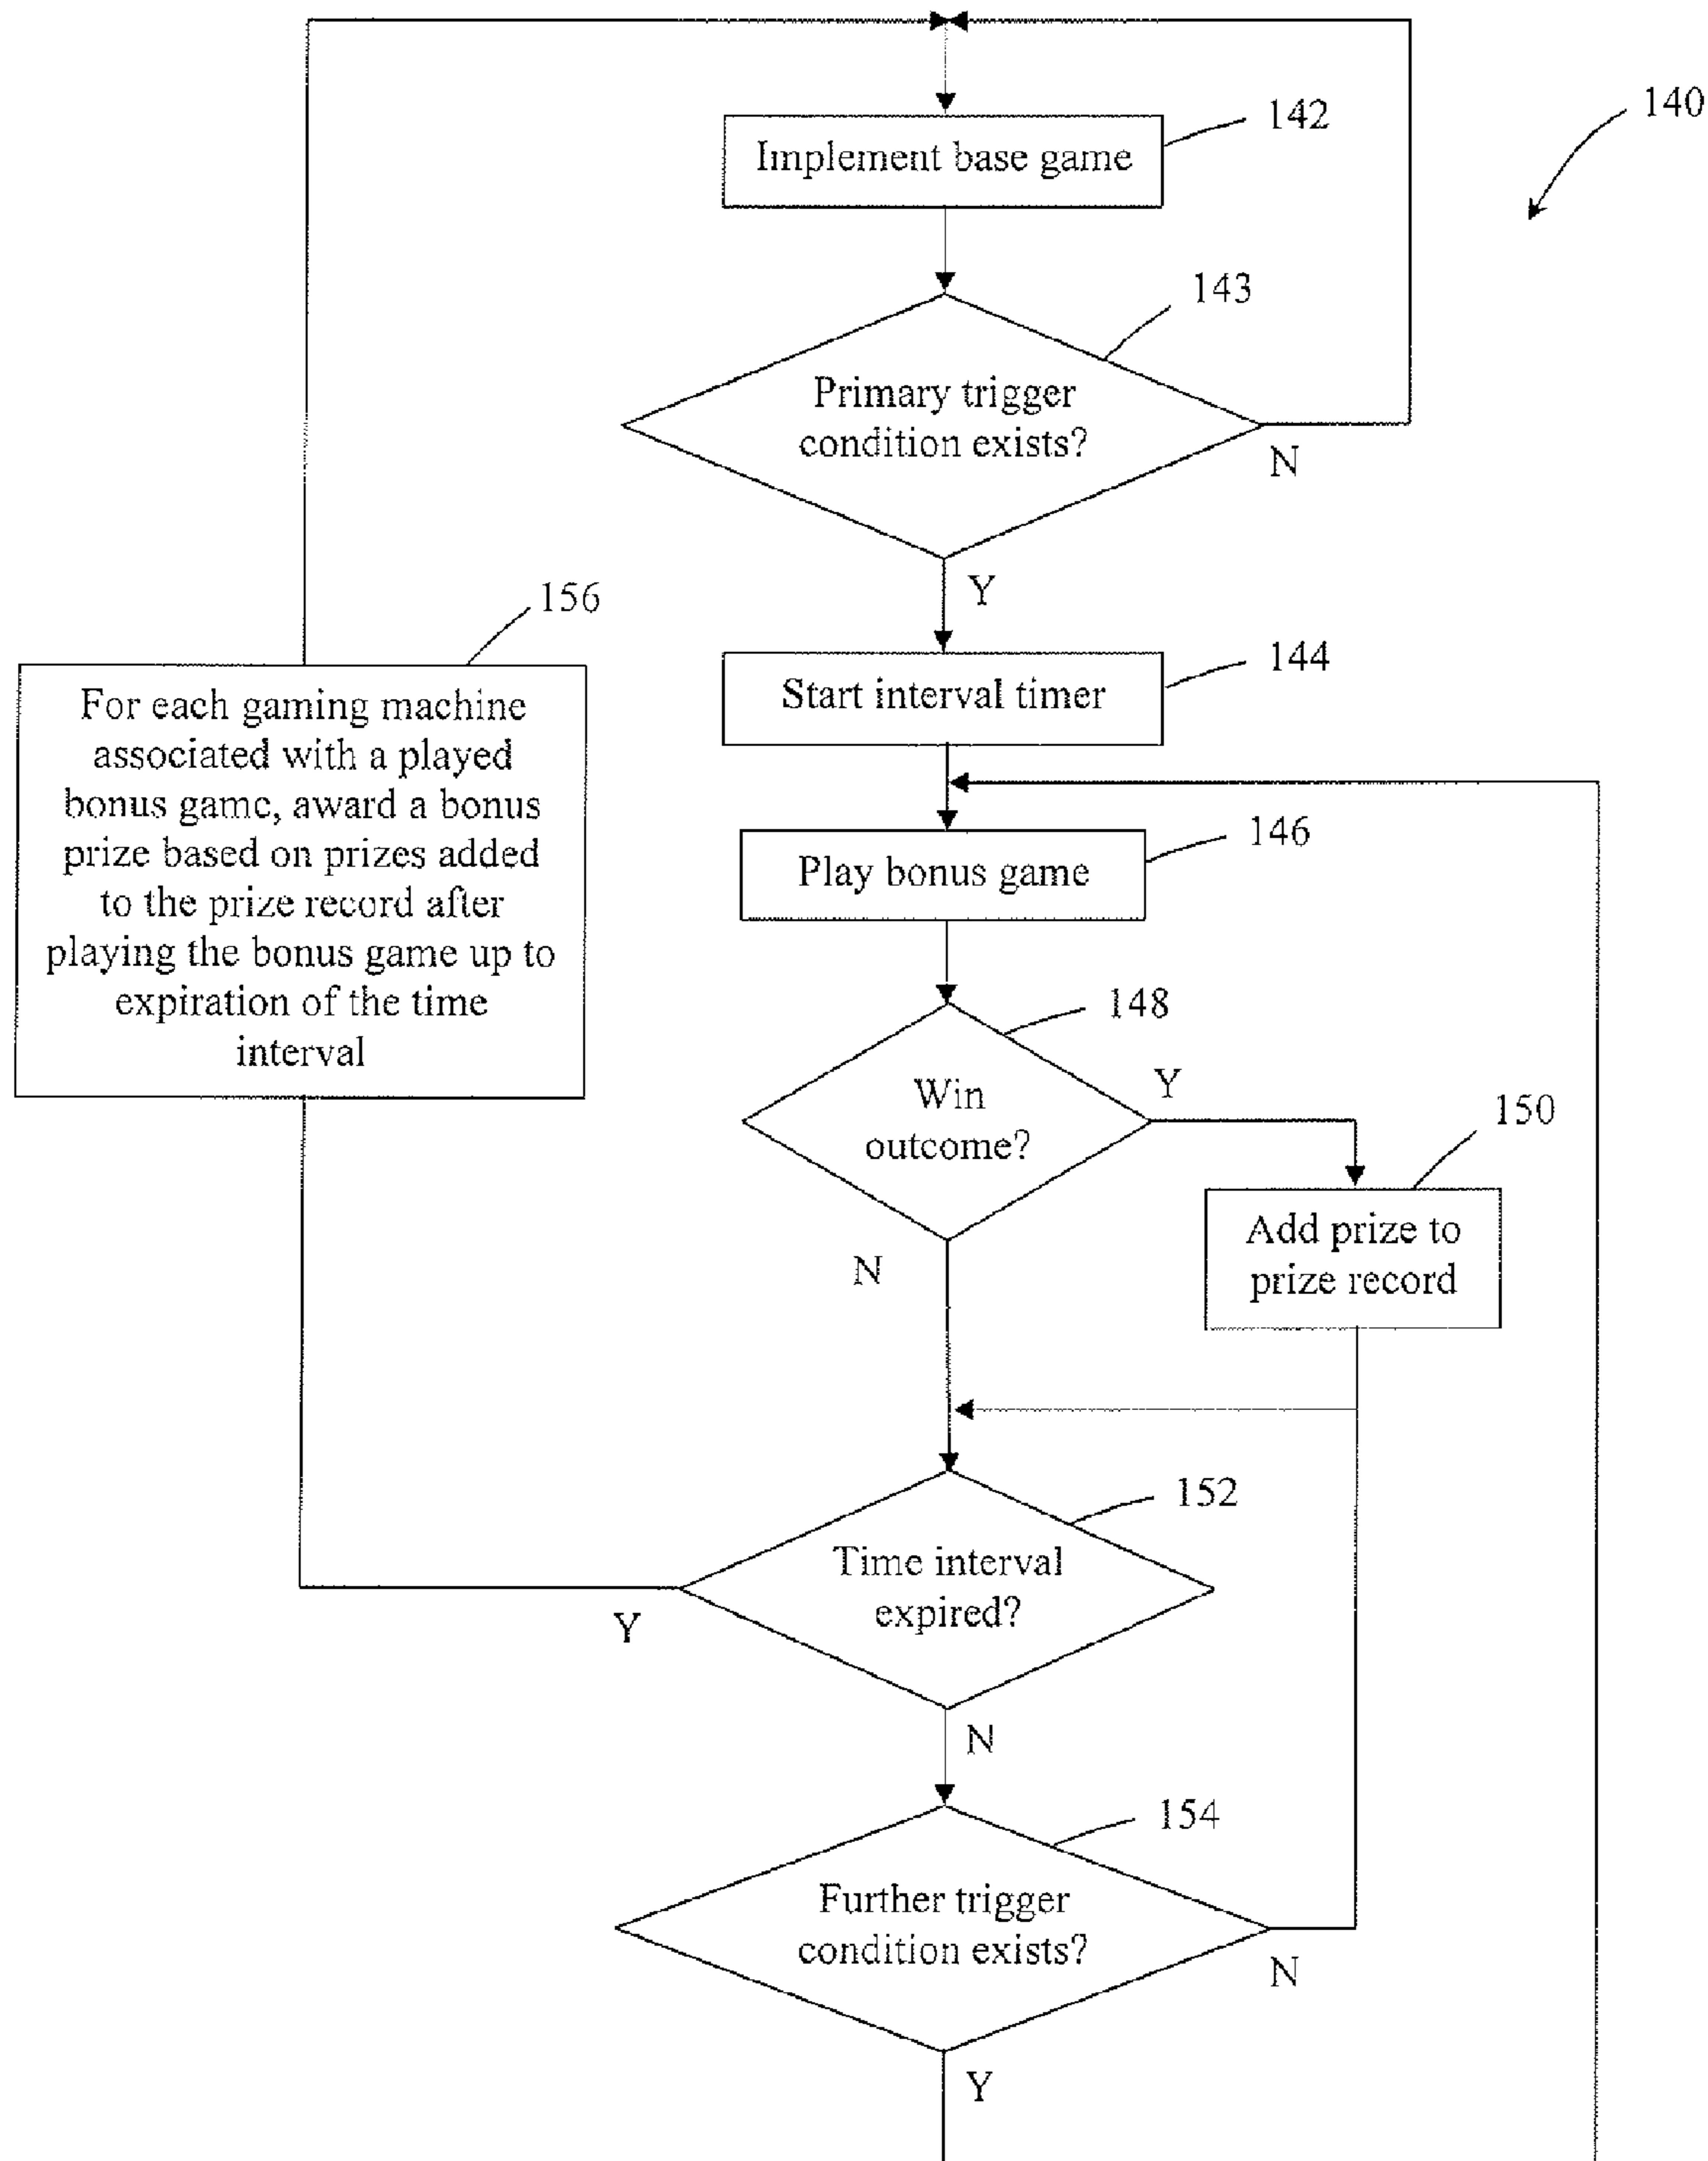 140
142
Implement base game
143
Primary trigger
condition exists?
N
Y
156
For each gaming machine
associated with a played
bonus game, award a bonus
prize based on prizes added
to the prize record after
playing the bonus game up to
expiration of the time
interval
144
Start interval timer
146
Play bonus game
148
Win
outcome?
Y
N
150
Add prize to
prize record
152
Time interval
expired?
Y
N
154
Further trigger
condition exists?
N
Y